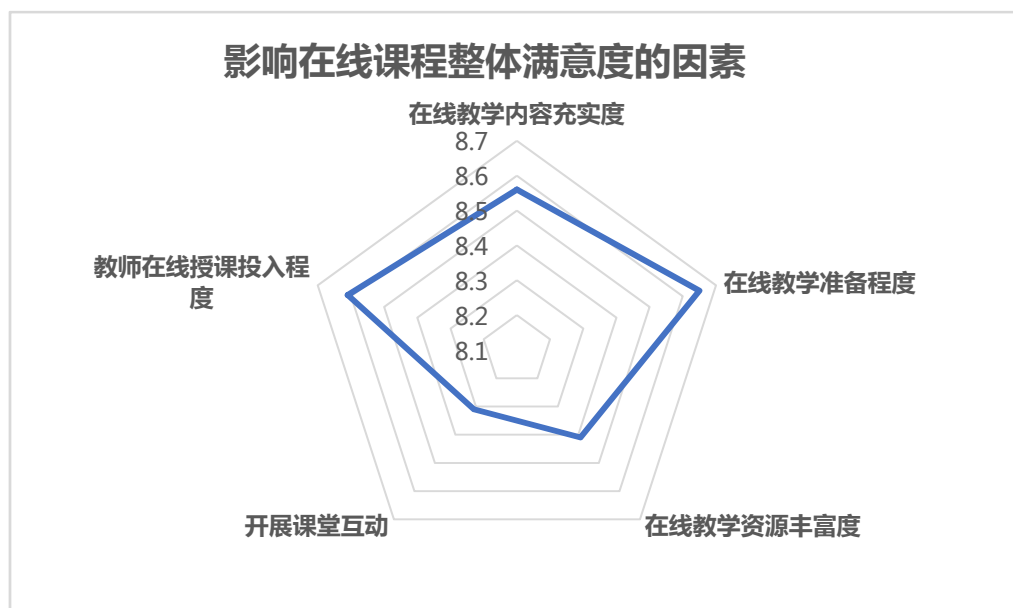 影响在线课程整体满意度的因素
在线教学内容充实度
8.7
8.6
8.5
8.4
8.3
8.2
8.1
教师在线授课投入程
度
在线教学准备程度
开展课堂互动
在线教学资源丰富度